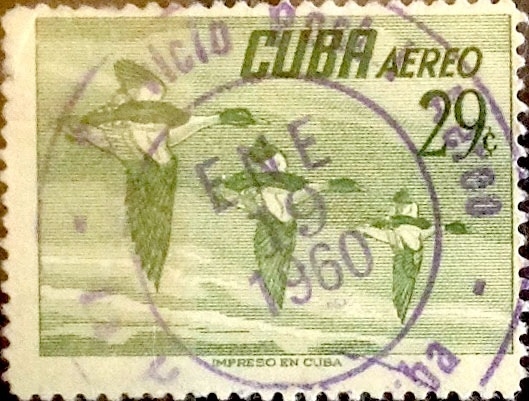 CUBA AEREO
29¢
ENE
19
1960
IMPRESO EN CUBA